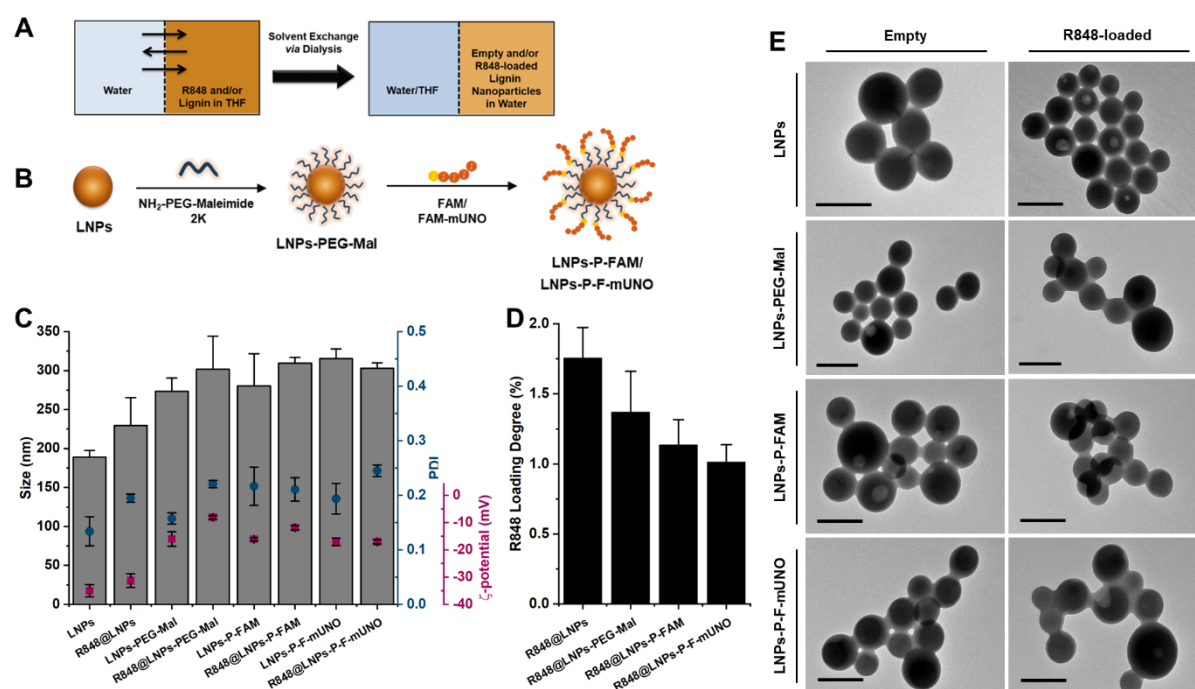 A
Water
R848 and/or
Lignin in THF
Solvent Exchange
via Dialysis
Water/THF
Empty and/or
R848-loaded
Lignin
Nanoparticles
in Water
B
LNPs
NH2-PEG-Maleimide
2K
LNPs-PEG-Mal
FAM/
FAM-mUNO
LNPs-P-FAM/
LNPs-P-F-mUNO
C
Size (nm)
350
300
250
200
150
100
50
0
0.5
0.4
0.3
0.2
0.1
0.0
PDI
0
-10
-20
-30
-40
ζ-potential (mV)
LNPs
R848@LNPs
LNPs-PEG-Mal
R848@LNPs-PEG-Mal
LNPs-P-FAM
R848@LNPs-P-FAM
LNPs-P-F-mUNO
R848@LNPs-P-F-mUNO
D
R848 Loading Degree (%)
2.0
1.5
1.0
0.5
0.0
R848@LNPs
R848@LNPs-PEG-Mal
R848@LNPs-P-FAM
R848@LNPs-P-F-mUNO
E
Empty
R848-loaded
LNPs
LNPs-PEG-Mal
LNPs-P-FAM
LNPs-P-F-mUNO